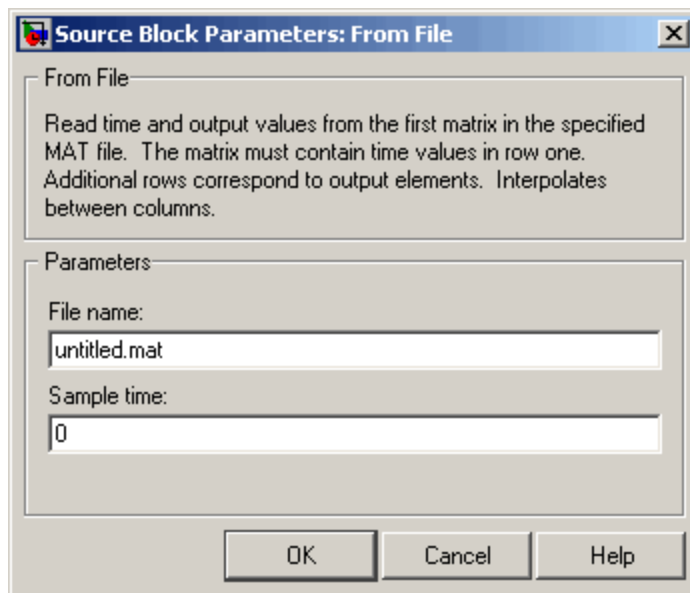 Source Block Parameters: From File
From File
Read time and output values from the first matrix in the specified
MAT file.  The matrix must contain time values in row one.
Additional rows correspond to output elements.  Interpolates
between columns.
Parameters
File name:
untitled.mat
Sample time:
0
OK Cancel Help